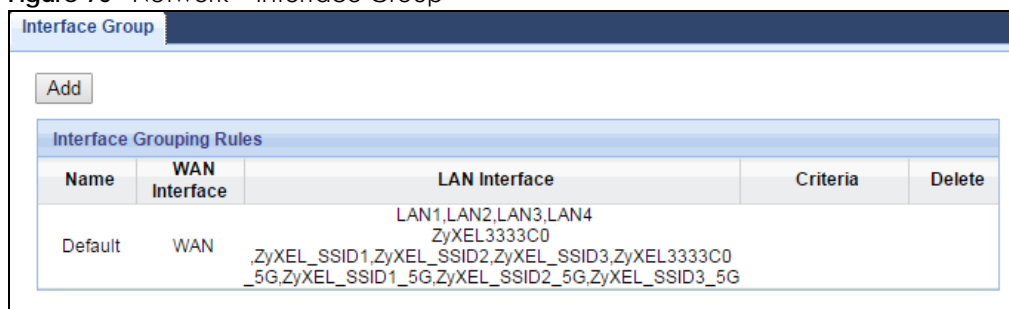 Interface Group
Add
Interface Grouping Rules
Name WAN Interface LAN Interface Criteria Delete
Default WAN LAN1,LAN2,LAN3,LAN4
ZyXEL3333C0
,ZyXEL_SSID1,ZyXEL_SSID2,ZyXEL_SSID3,ZyXEL3333C0
_5G,ZyXEL_SSID1_5G,ZyXEL_SSID2_5G,ZyXEL_SSID3_5G